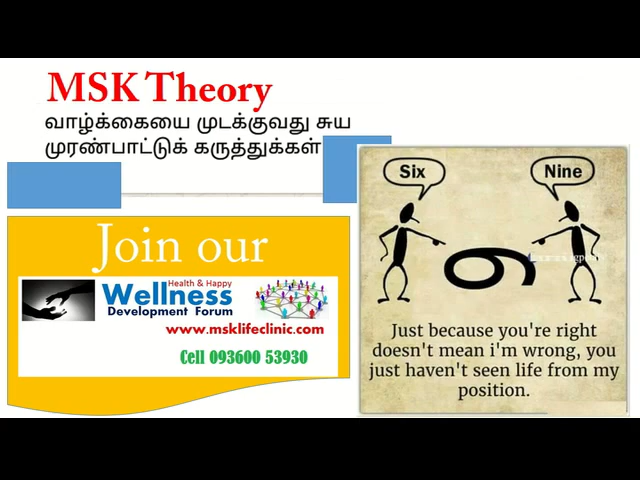 MSK Theory
வாழ்க்கையை முடக்குவது சுய
முரண்பாட்டுக் கருத்துக்கள்
Join our
Health & Happy
Wellness
Development Forum
www.msklifeclinic.com
Cell 093600 53930
Six
Nine
Just because you're right
doesn't mean i'm wrong, you
just haven't seen life from my
position.